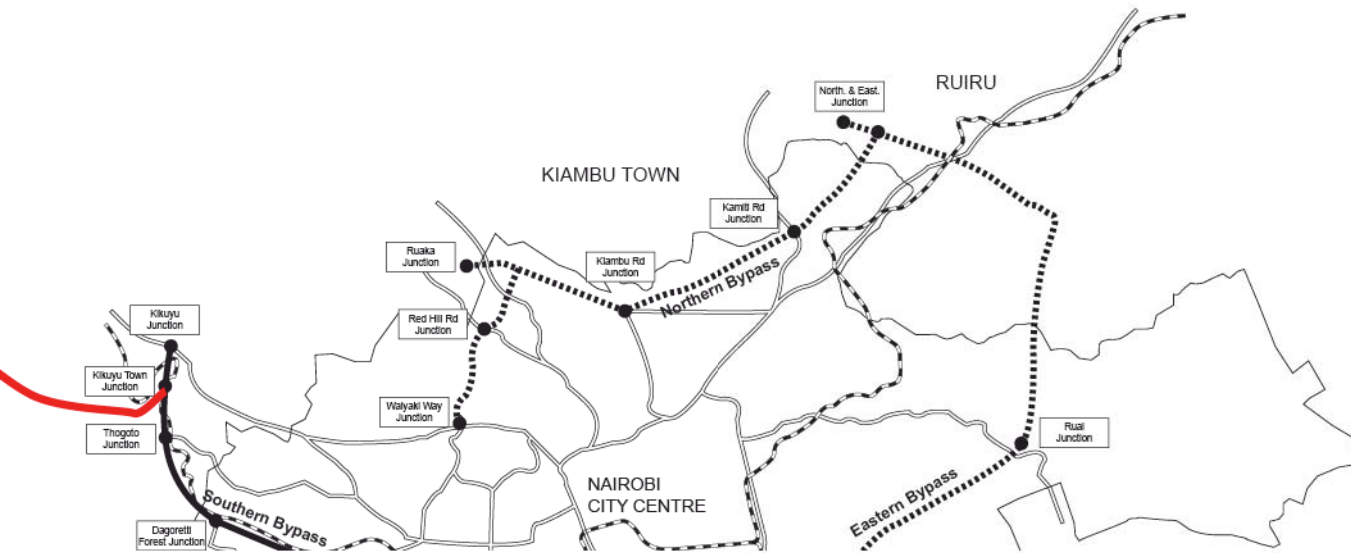 North. & East.
Junction
RUIRU
KIAMBU TOWN
Kamiti Rd
Junction
Ruaka
Junction
Kiambu Rd
Junction
Northern Bypass
Kikuyu
Junction
Red Hill Rd
Junction
Kikuyu Town
Junction
Waiyaki Way
Junction
Thogoto
Junction
Ruai
Junction
NAIROBI
CITY CENTRE
Southern Bypass
Eastern Bypass
Dagoretti
Forest Junction